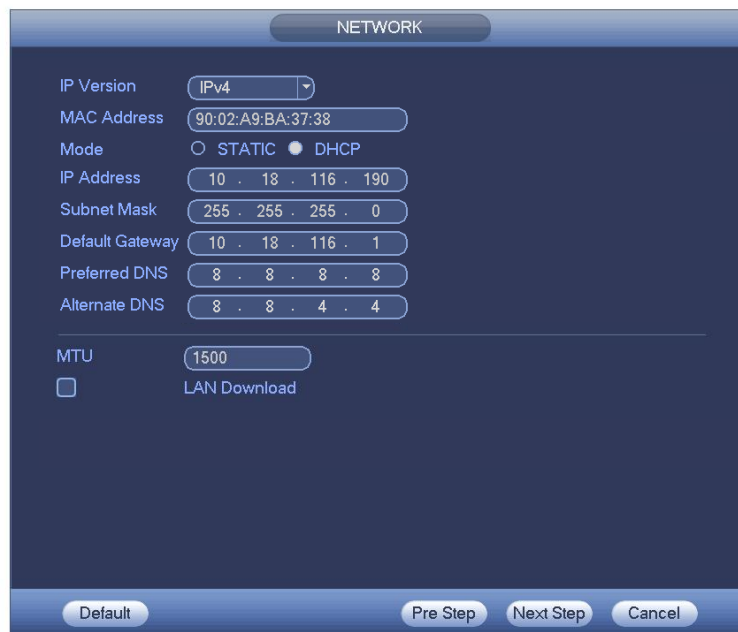 NETWORK
IP Version IPv4
MAC Address 90:02:A9:BA:37:38
Mode STATIC DHCP
IP Address 10 . 18 . 116 . 190
Subnet Mask 255 . 255 . 255 . 0
Default Gateway 10 . 18 . 116 . 1
Preferred DNS 8 . 8 . 8 . 8
Alternate DNS 8 . 8 . 4 . 4
MTU 1500
LAN Download
Default Pre Step Next Step Cancel